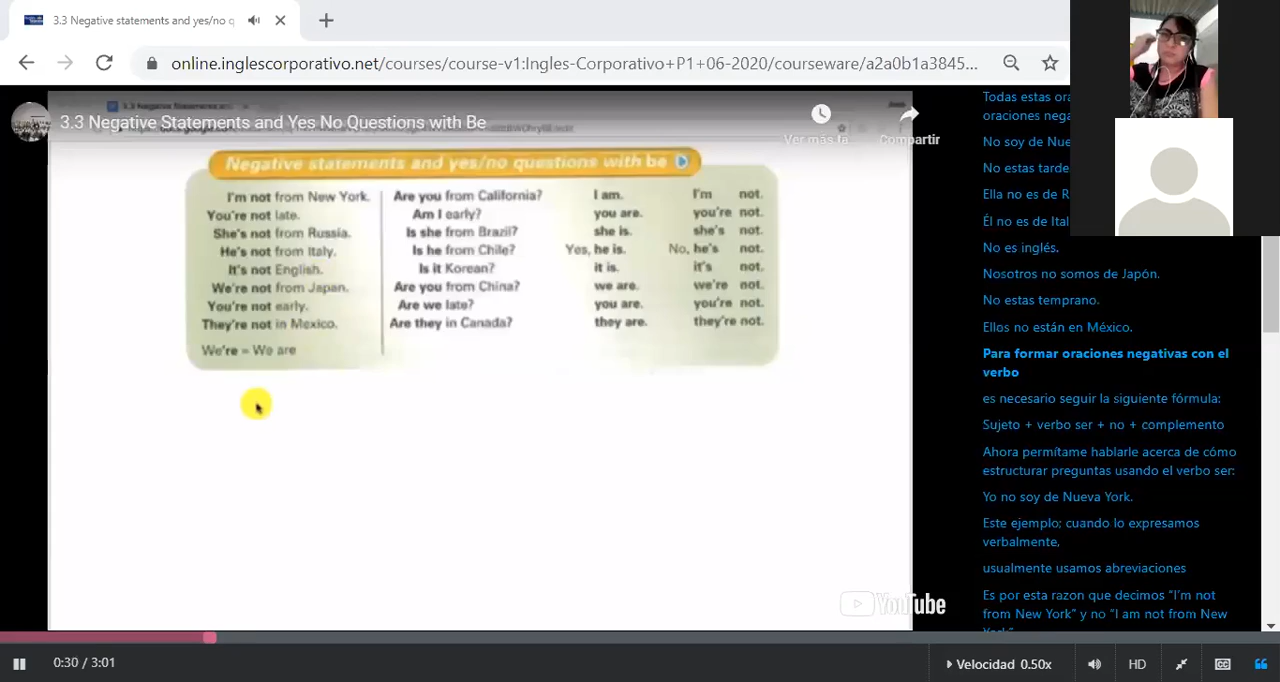 3.3 Negative statements and yes/no q
online.inglescorporativo.net/courses/course-v1:Ingles-Corporativo+P1+06-2020/courseware/a2a0b1a3845...
3.3 Negative Statements and Yes No Questions with Be
Ver más ta...
Compartir
Negative statements and yes/no questions with be
I'm not from New York. Are you from California? I am. I'm not.
You're not late. Am I early? you are. you're not.
She's not from Russia. Is she from Brazil? she is. she's not.
He's not from Italy. Is he from Chile? Yes, he is. No, he's not.
It's not English. Is it Korean? it is. it's not.
We're not from Japan. Are you from China? we are. we're not.
You're not early. Are we late? you are. you're not.
They're not in Mexico. Are they in Canada? they are. they're not.
We're = We are
YouTube
Todas estas ora
oraciones nega
No soy de Nue
No estas tarde
Ella no es de R
Él no es de Ital
No es inglés.
Nosotros no somos de Japón.
No estas temprano.
Ellos no están en México.
Para formar oraciones negativas con el
verbo
es necesario seguir la siguiente fórmula:
Sujeto + verbo ser + no + complemento
Ahora permítame hablarle acerca de cómo
estructurar preguntas usando el verbo ser:
Yo no soy de Nueva York.
Este ejemplo; cuando lo expresamos
verbalmente,
usualmente usamos abreviaciones
Es por esta razon que decimos "I'm not
from New York" y no "I am not from New
York"
0:30 / 3:01
Velocidad 0.50x
HD
CC